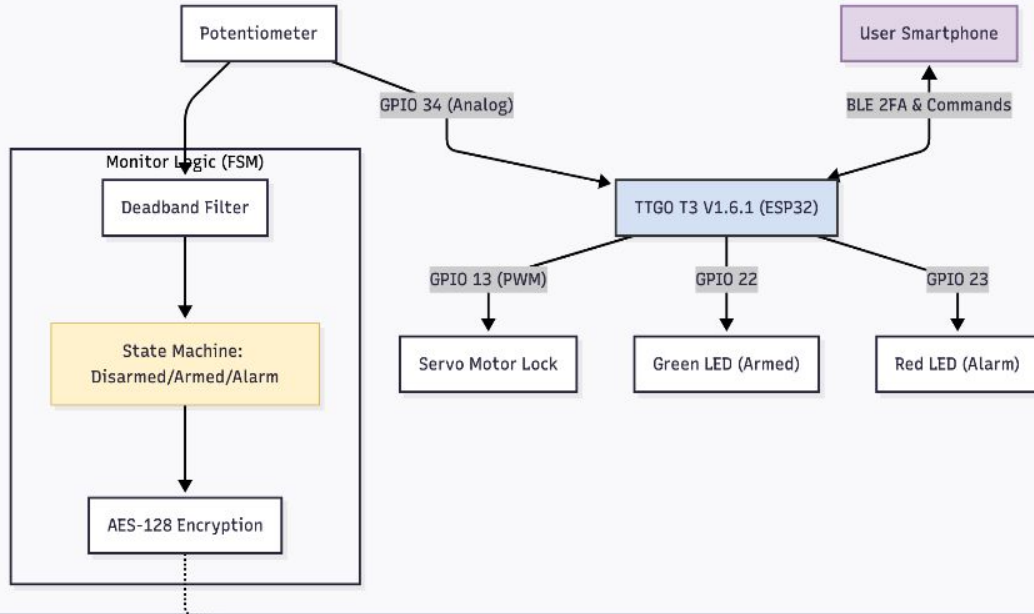 Potentiometer
User Smartphone
GPIO 34 (Analog)
BLE 2FA & Commands
Monitor Logic (FSM)
Deadband Filter
TTGO T3 V1.6.1 (ESP32)
GPIO 13 (PWM)
GPIO 22
GPIO 23
State Machine:
Disarmed/Armed/Alarm
Servo Motor Lock
Green LED (Armed)
Red LED (Alarm)
AES-128 Encryption